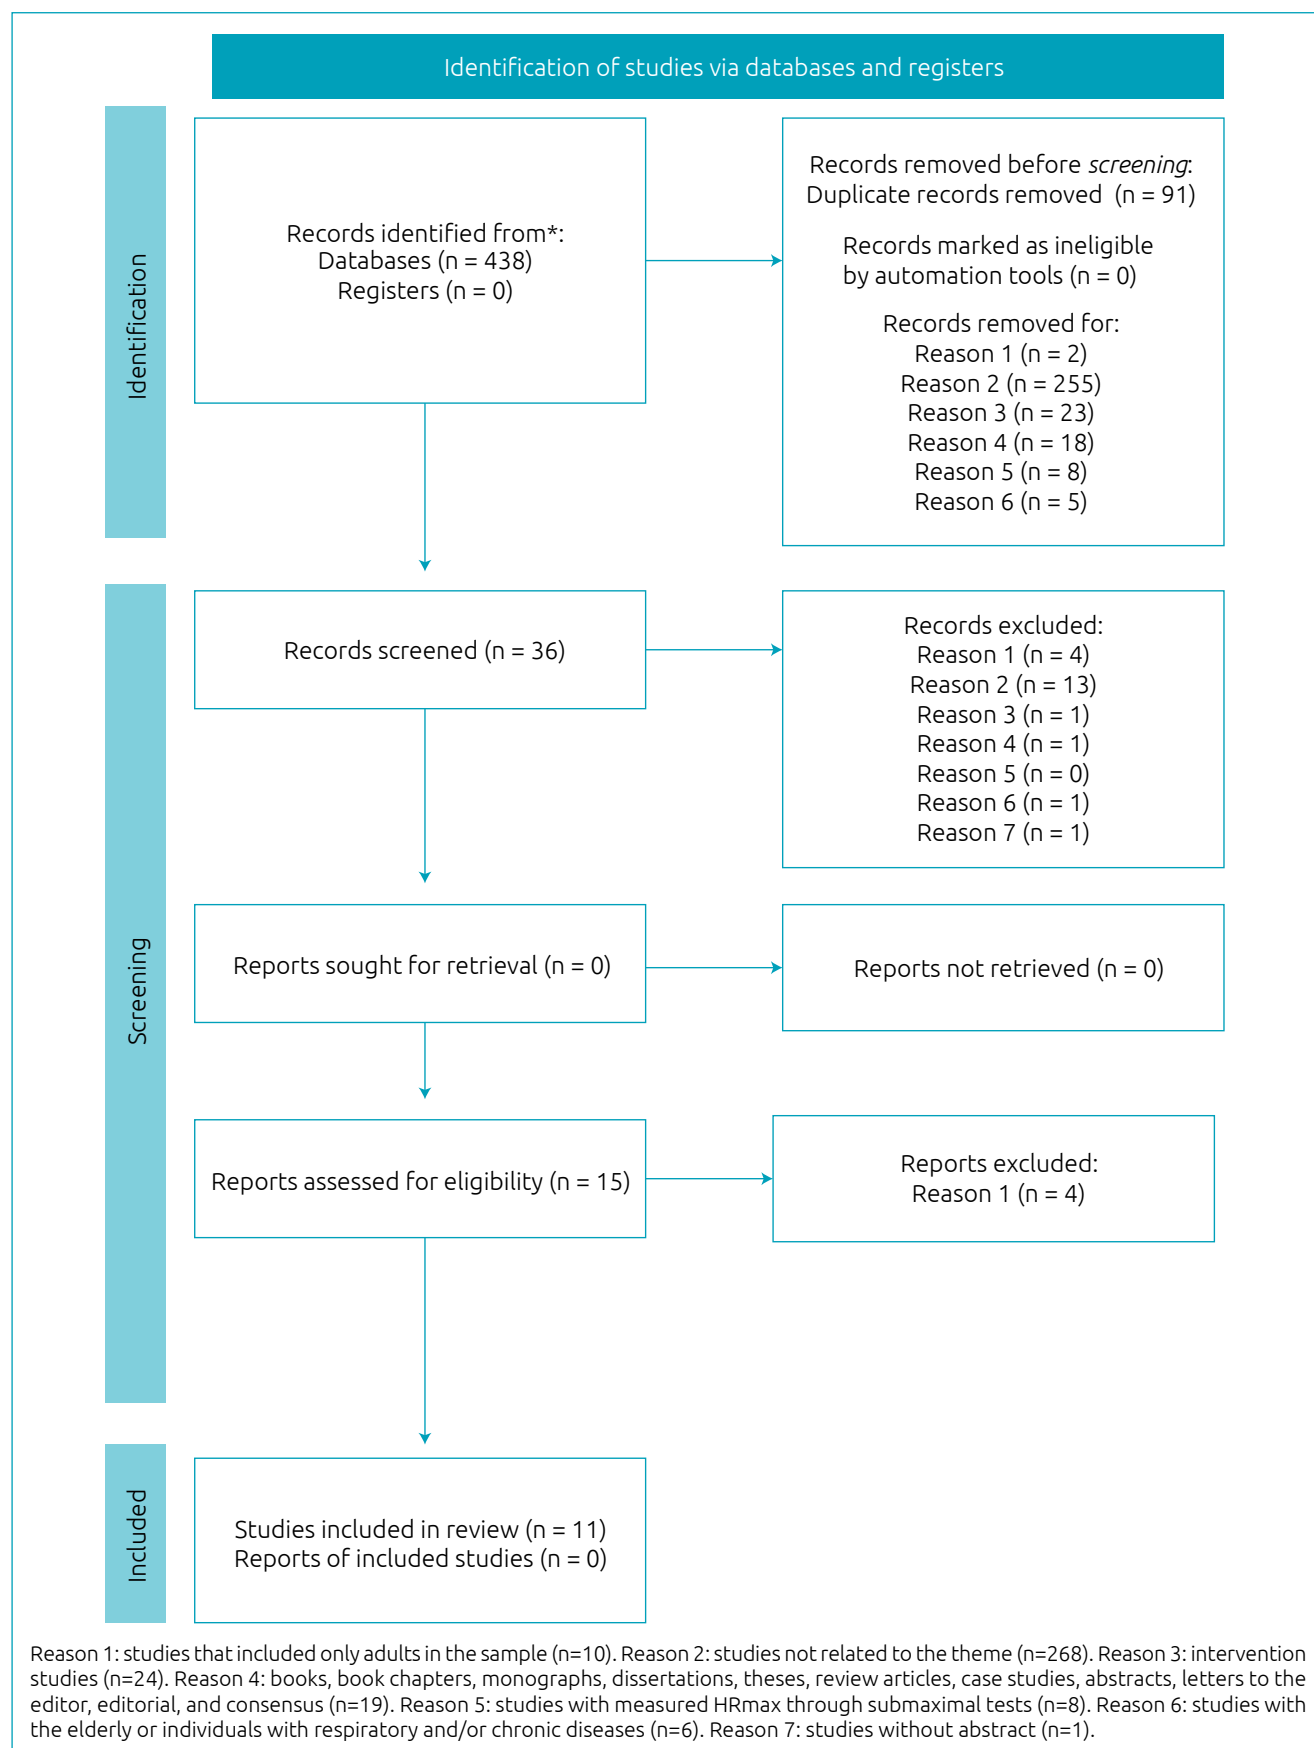 Identification of studies via databases and registers
Identification
Records identified from*:
Databases (n = 438)
Registers (n = 0)
Records removed before screening:
Duplicate records removed (n = 91)
Records marked as ineligible
by automation tools (n = 0)
Records removed for:
Reason 1 (n = 2)
Reason 2 (n = 255)
Reason 3 (n = 23)
Reason 4 (n = 18)
Reason 5 (n = 8)
Reason 6 (n = 5)
Screening
Records screened (n = 36)
Records excluded:
Reason 1 (n = 4)
Reason 2 (n = 13)
Reason 3 (n = 1)
Reason 4 (n = 1)
Reason 5 (n = 0)
Reason 6 (n = 1)
Reason 7 (n = 1)
Reports sought for retrieval (n = 0)
Reports not retrieved (n = 0)
Reports assessed for eligibility (n = 15)
Reports excluded:
Reason 1 (n = 4)
Included
Studies included in review (n = 11)
Reports of included studies (n = 0)
Reason 1: studies that included only adults in the sample (n=10). Reason 2: studies not related to the theme (n=268). Reason 3: intervention
studies (n=24). Reason 4: books, book chapters, monographs, dissertations, theses, review articles, case studies, abstracts, letters to the
editor, editorial, and consensus (n=19). Reason 5: studies with measured HRmax through submaximal tests (n=8). Reason 6: studies with
the elderly or individuals with respiratory and/or chronic diseases (n=6). Reason 7: studies without abstract (n=1).